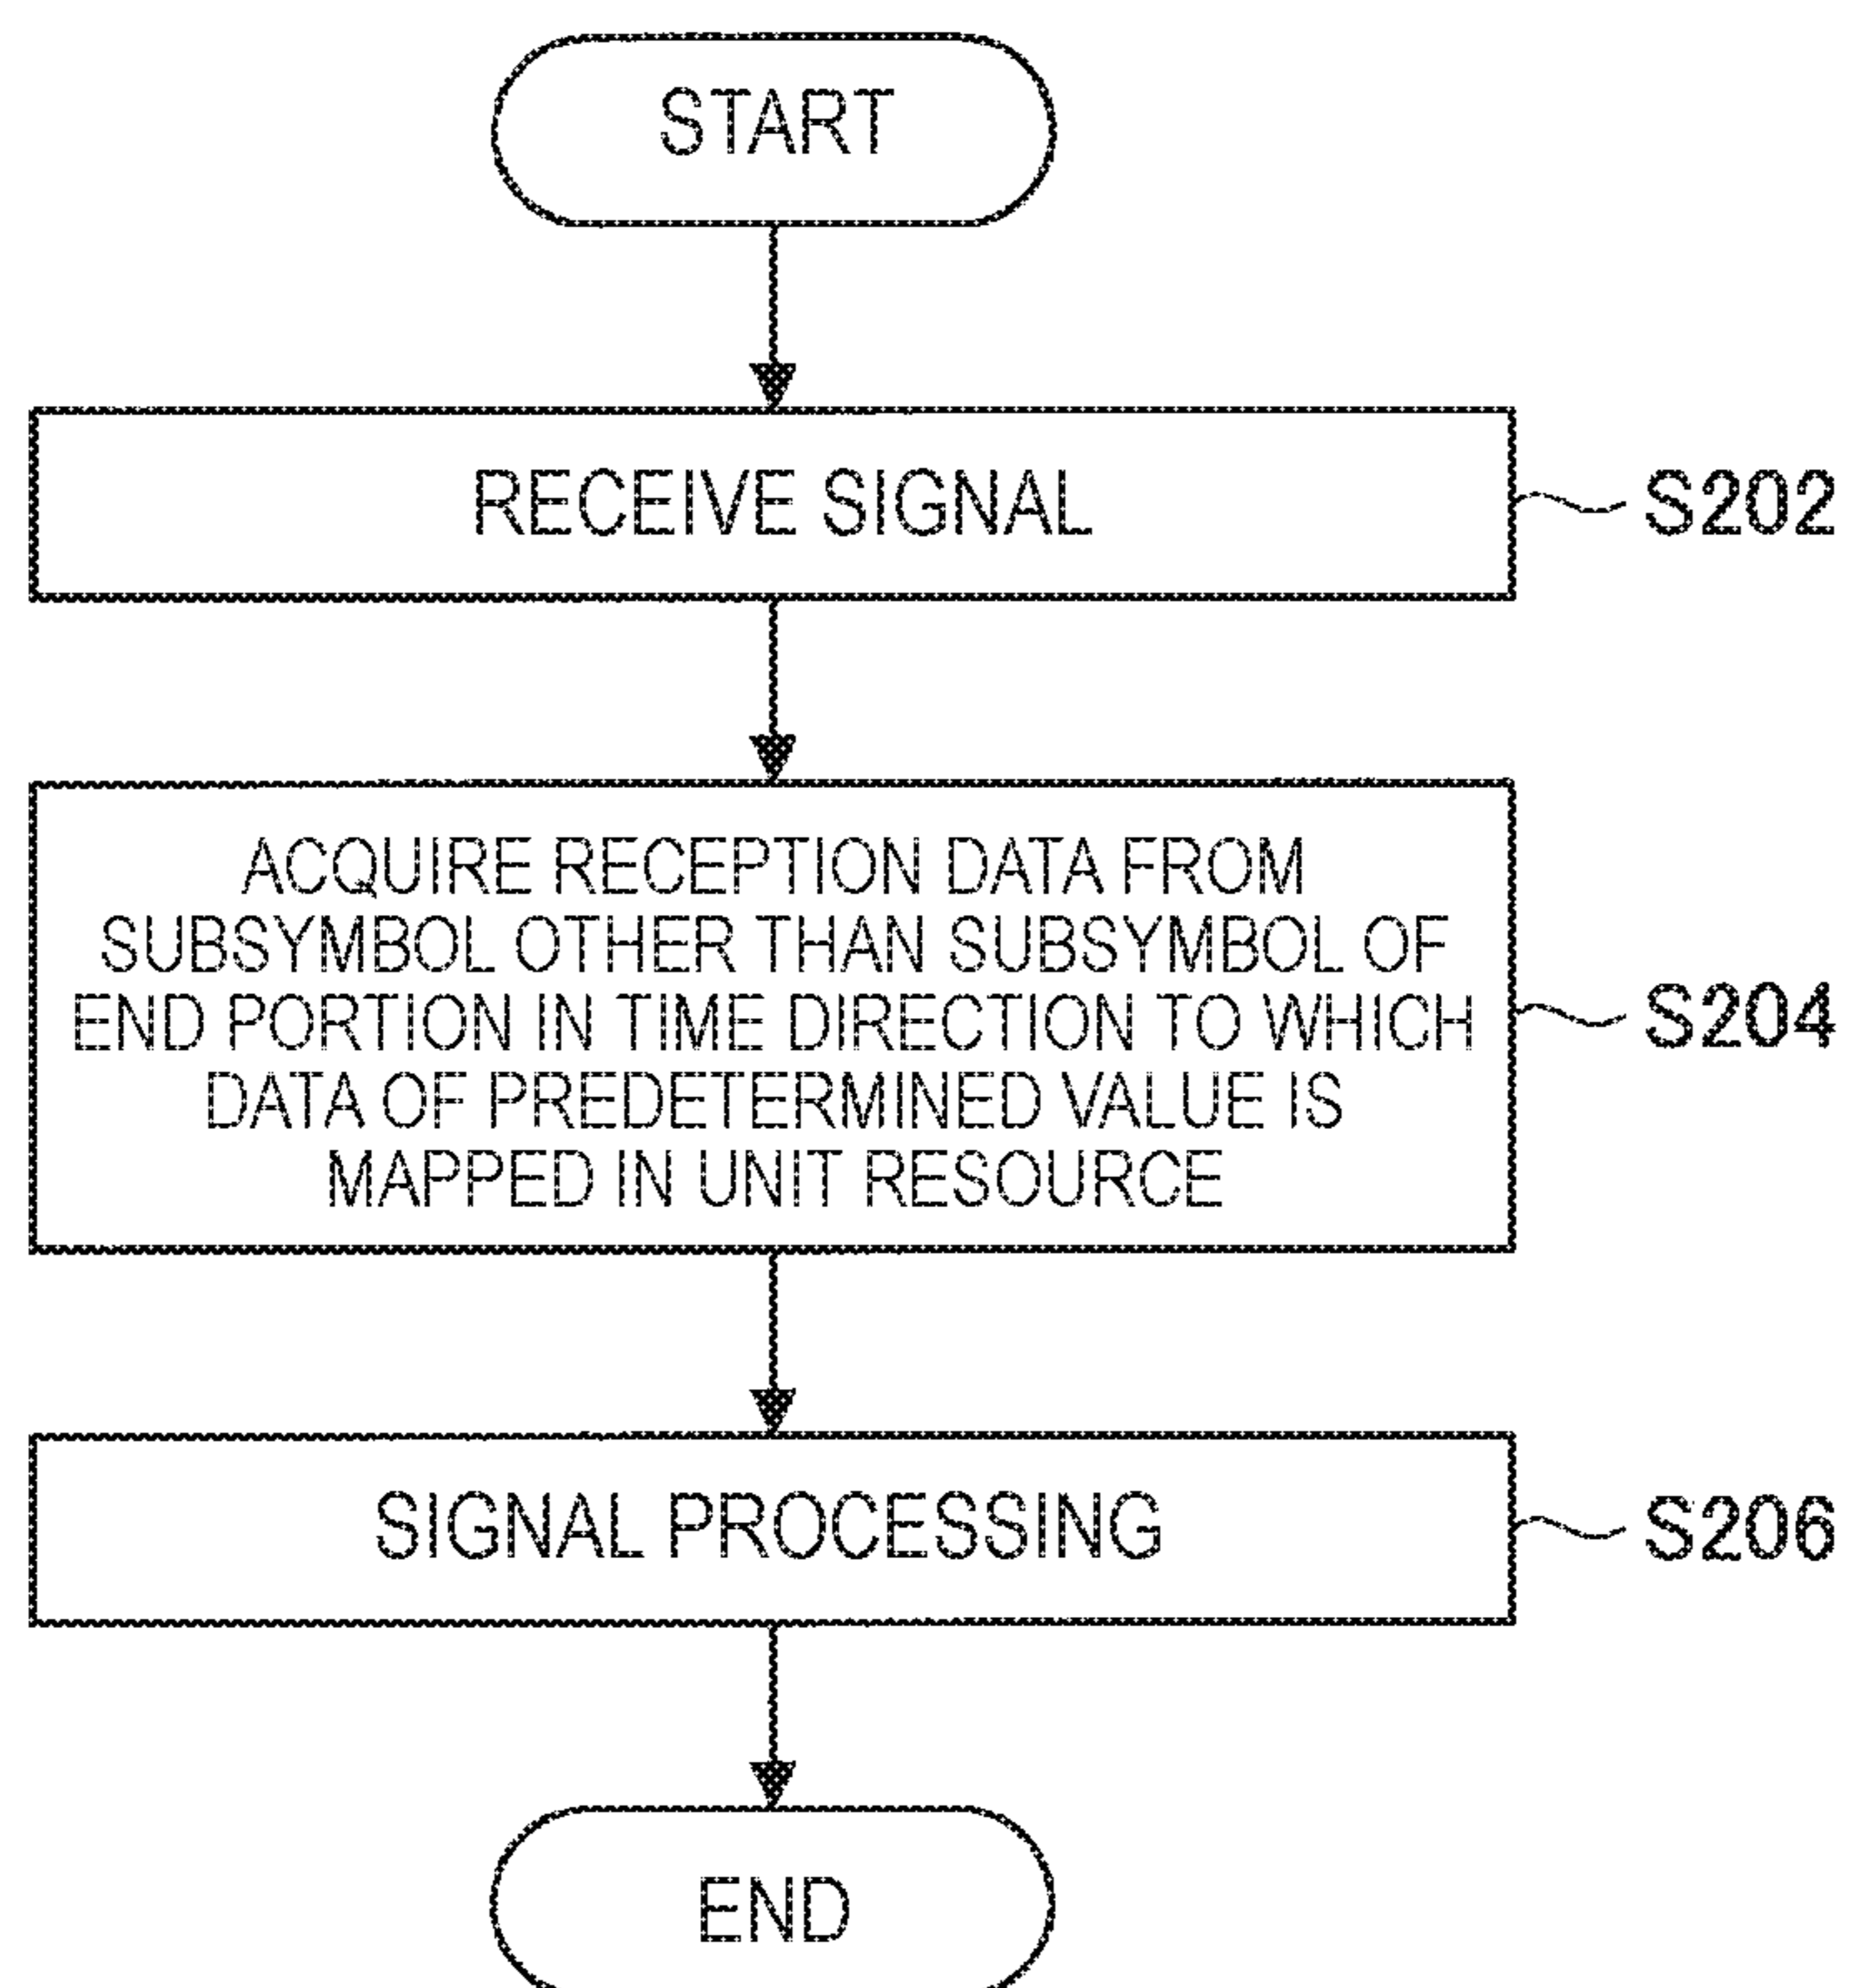 START
RECEIVE SIGNAL
S202
ACQUIRE RECEPTION DATA FROM
SUBSYMBOL OTHER THAN SUBSYMBOL OF
END PORTION IN TIME DIRECTION TO WHICH
DATA OF PREDETERMINED VALUE IS
MAPPED IN UNIT RESOURCE
S204
SIGNAL PROCESSING
S206
END